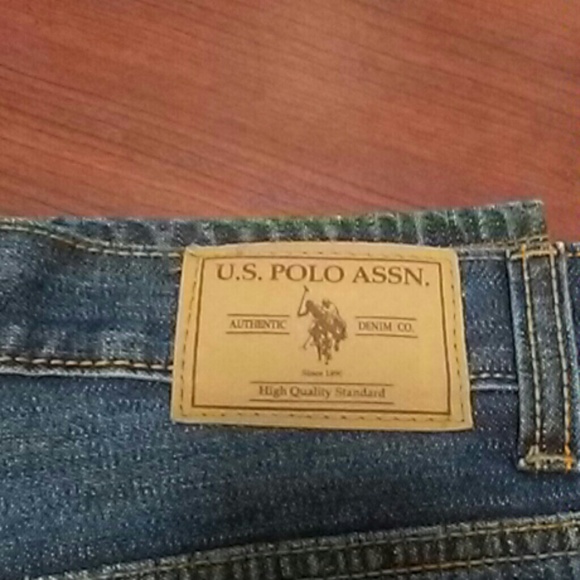 U.S. POLO ASSN.
AUTHENTIC DENIM CO.
Since 1890
High Quality Standard